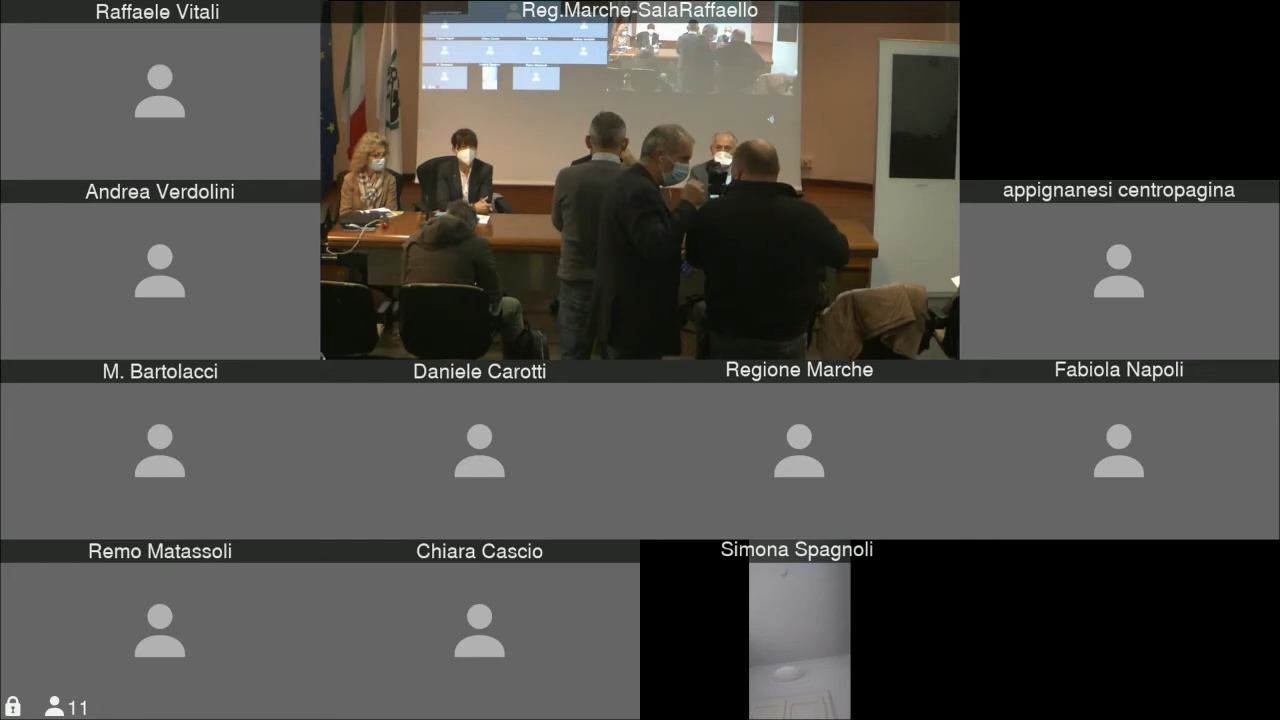 Raffaele Vitali
Reg.Marche-SalaRaffaello
Andrea Verdolini
appignanesi centropagina
M. Bartolacci
Daniele Carotti
Regione Marche
Fabiola Napoli
Remo Matassoli
Chiara Cascio
Simona Spagnoli
11